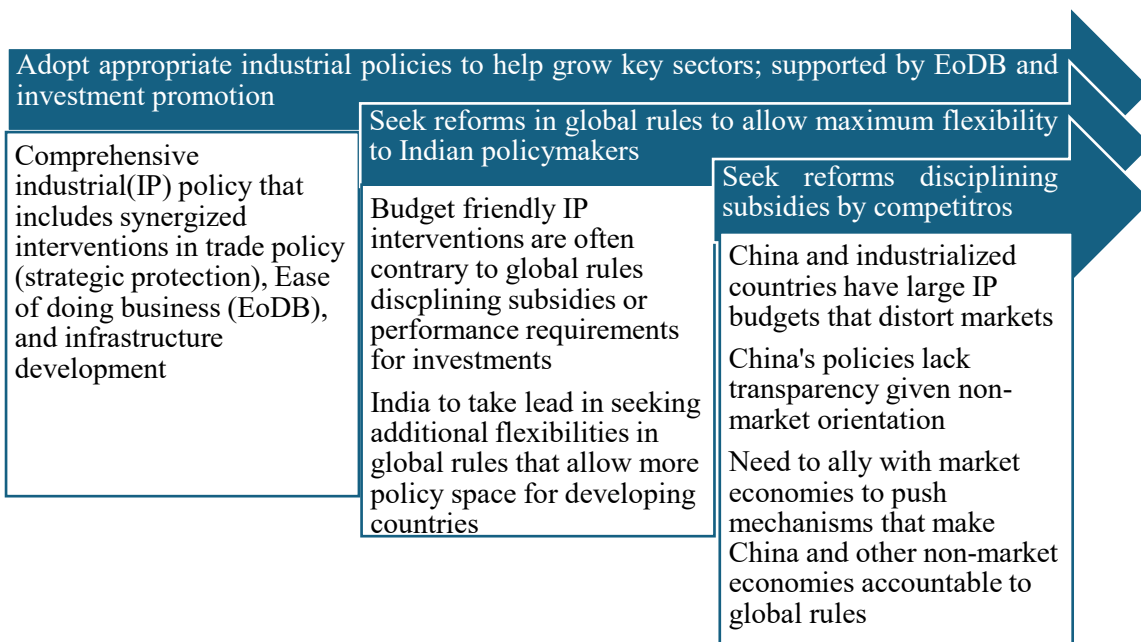 Adopt appropriate industrial policies to help grow key sectors; supported by EoDB and
investment promotion
Comprehensive
industrial(IP) policy that
includes synergized
interventions in trade policy
(strategic protection), Ease
of doing business (EoDB),
and infrastructure
development
Seek reforms in global rules to allow maximum flexibility
to Indian policymakers
Budget friendly IP
interventions are often
contrary to global rules
discplining subsidies or
performance requirements
for investments
India to take lead in seeking
additional flexibilities in
global rules that allow more
policy space for developing
countries
Seek reforms disciplining
subsidies by competitros
China and industrialized
countries have large IP
budgets that distort markets
China's policies lack
transparency given non-
market orientation
Need to ally with market
economies to push
mechanisms that make
China and other non-market
economies accountable to
global rules